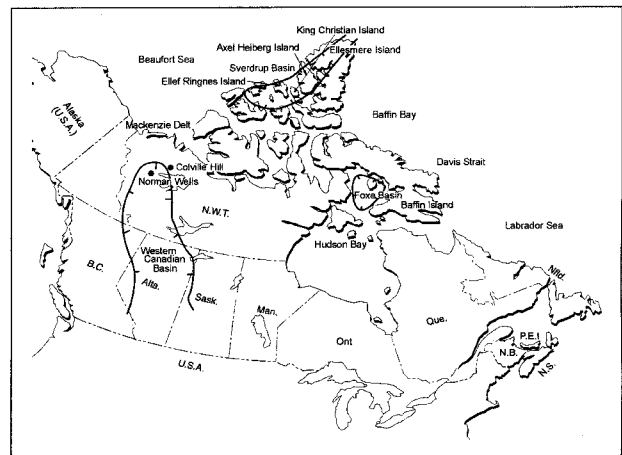 King Christian Island
Axel Heiberg Island
Ellesmere Island
Beaufort Sea
Sverdrup Basin
Ellef Ringnes Island
Alaska
(U.S.A.)
Mackenzie Delt
Baffin Bay
Colville Hill
Norman Wells
Davis Strait
Foxe Basin
Baffin Island
N.W.T.
Labrador Sea
Hudson Bay
Western
Canadian
Basin
B.C.
Alta.
Sask.
Man.
Ont
Que.
Nfld.
P.E.I
N.B.
N.S.
U.S.A.